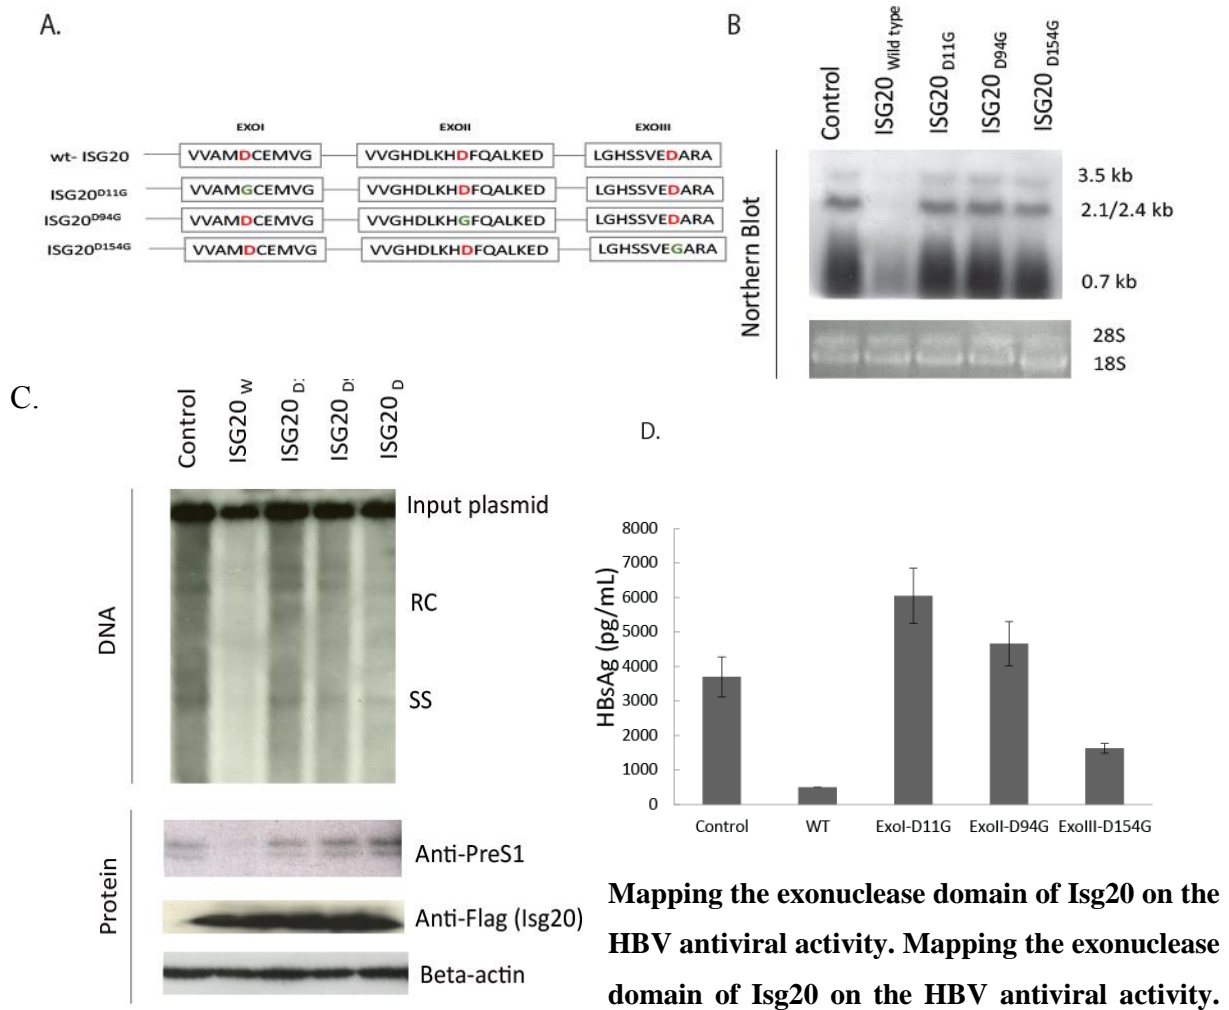 A.
EXOI EXOII EXOIII
wt- ISG20 VVAMDCEMVG VVGHDLKHDFQALKED LGHSSVEDARA
ISG20D11G VVAMGCEMVG VVGHDLKHDFQALKED LGHSSVEDARA
ISG20D94G VVAMDCEMVG VVGHDLKHGFQALKED LGHSSVEDARA
ISG20D154G VVAMDCEMVG VVGHDLKHDFQALKED LGHSSVEGARA
B
Control
ISG20 Wild type
ISG20 D11G
ISG20 D94G
ISG20 D154G
Northern Blot
3.5 kb
2.1/2.4 kb
0.7 kb
28S
18S
C.
Control
ISG20 W
ISG20 D:
ISG20 D!
ISG20 D
DNA
Input plasmid
RC
SS
Protein
Anti-PreS1
Anti-Flag (Isg20)
Beta-actin
D.
HBsAg (pg/mL)
8000
7000
6000
5000
4000
3000
2000
1000
0
Control WT ExoI-D11G ExoII-D94G ExoIII-D154G
Mapping the exonuclease domain of Isg20 on the
HBV antiviral activity. Mapping the exonuclease
domain of Isg20 on the HBV antiviral activity.